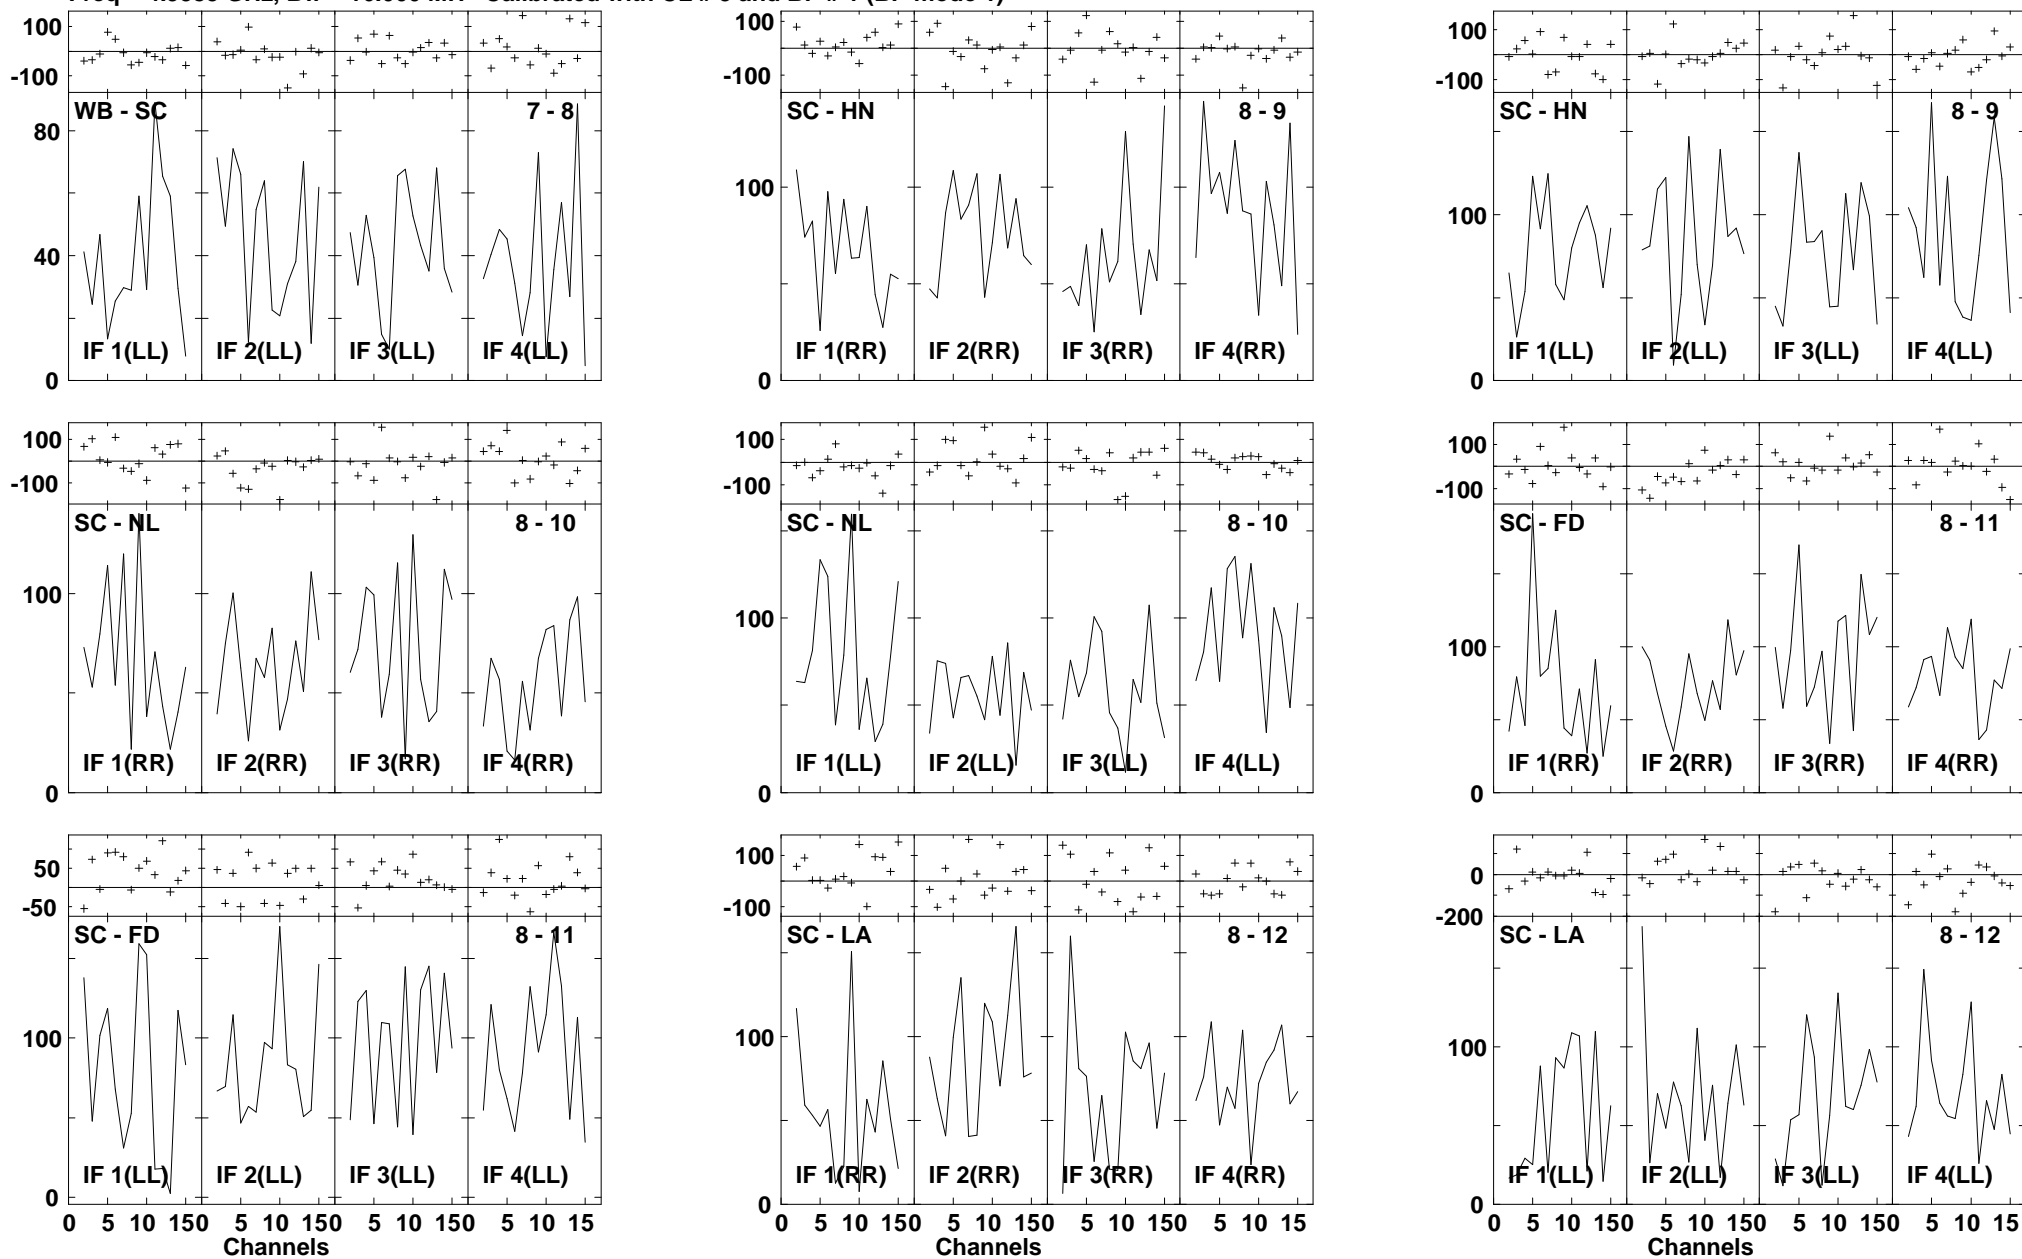 100 -100 100 -100 100 -100
WB - SC 7 - 8 SC - HN 8 - 9 SC - HN 8 - 9
80 40 0 100 0 100 0
IF 1(LL) IF 2(LL) IF 3(LL) IF 4(LL) IF 1(RR) IF 2(RR) IF 3(RR) IF 4(RR) IF 1(LL) IF 2(LL) IF 3(LL) IF 4(LL)
100 -100 100 -100 100 -100
SC - NL 8 - 10 SC - NL 8 - 10 SC - FD 8 - 11
100 0 100 0 100 0
IF 1(RR) IF 2(RR) IF 3(RR) IF 4(RR) IF 1(LL) IF 2(LL) IF 3(LL) IF 4(LL) IF 1(RR) IF 2(RR) IF 3(RR) IF 4(RR)
50 -50 100 -100 0 -200
SC - FD 8 - 11 SC - LA 8 - 12 SC - LA 8 - 12
100 0 100 0 100 0
IF 1(LL) IF 2(LL) IF 3(LL) IF 4(LL) IF 1(RR) IF 2(RR) IF 3(RR) IF 4(RR) IF 1(LL) IF 2(LL) IF 3(LL) IF 4(LL)
0 5 10 150 5 10 150 5 10 150 5 10 15 0 5 10 150 5 10 150 5 10 150 5 10 15 0 5 10 150 5 10 150 5 10 150 5 10 15
Channels Channels Channels